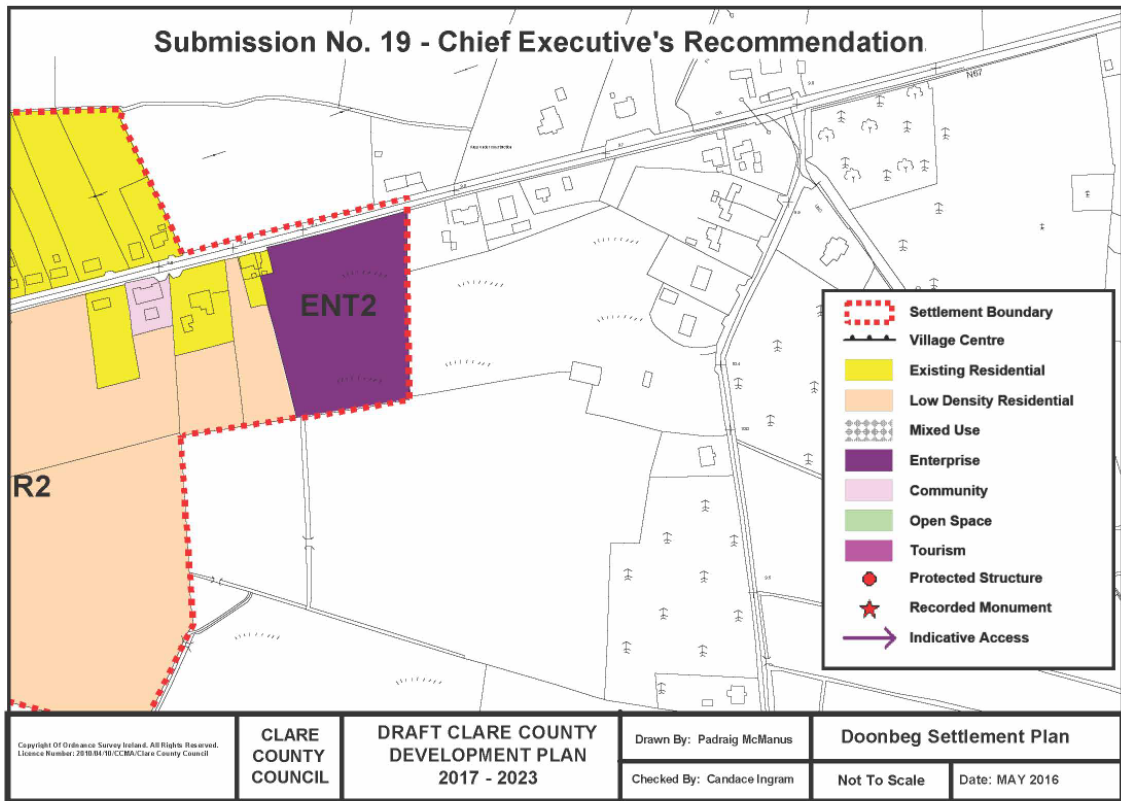 Submission No. 19 - Chief Executive's Recommendation
N67
ENT2
R2
Settlement Boundary
Village Centre
Existing Residential
Low Density Residential
Mixed Use
Enterprise
Community
Open Space
Tourism
Protected Structure
Recorded Monument
Indicative Access
Copyright Of Ordnance Survey Ireland. All Rights Reserved.
Licence Number: 2010/04/10/CCMA/Clare County Council
CLARE
COUNTY
COUNCIL
DRAFT CLARE COUNTY
DEVELOPMENT PLAN
2017 - 2023
Drawn By: Padraig McManus
Checked By: Candace Ingram
Doonbeg Settlement Plan
Not To Scale
Date: MAY 2016